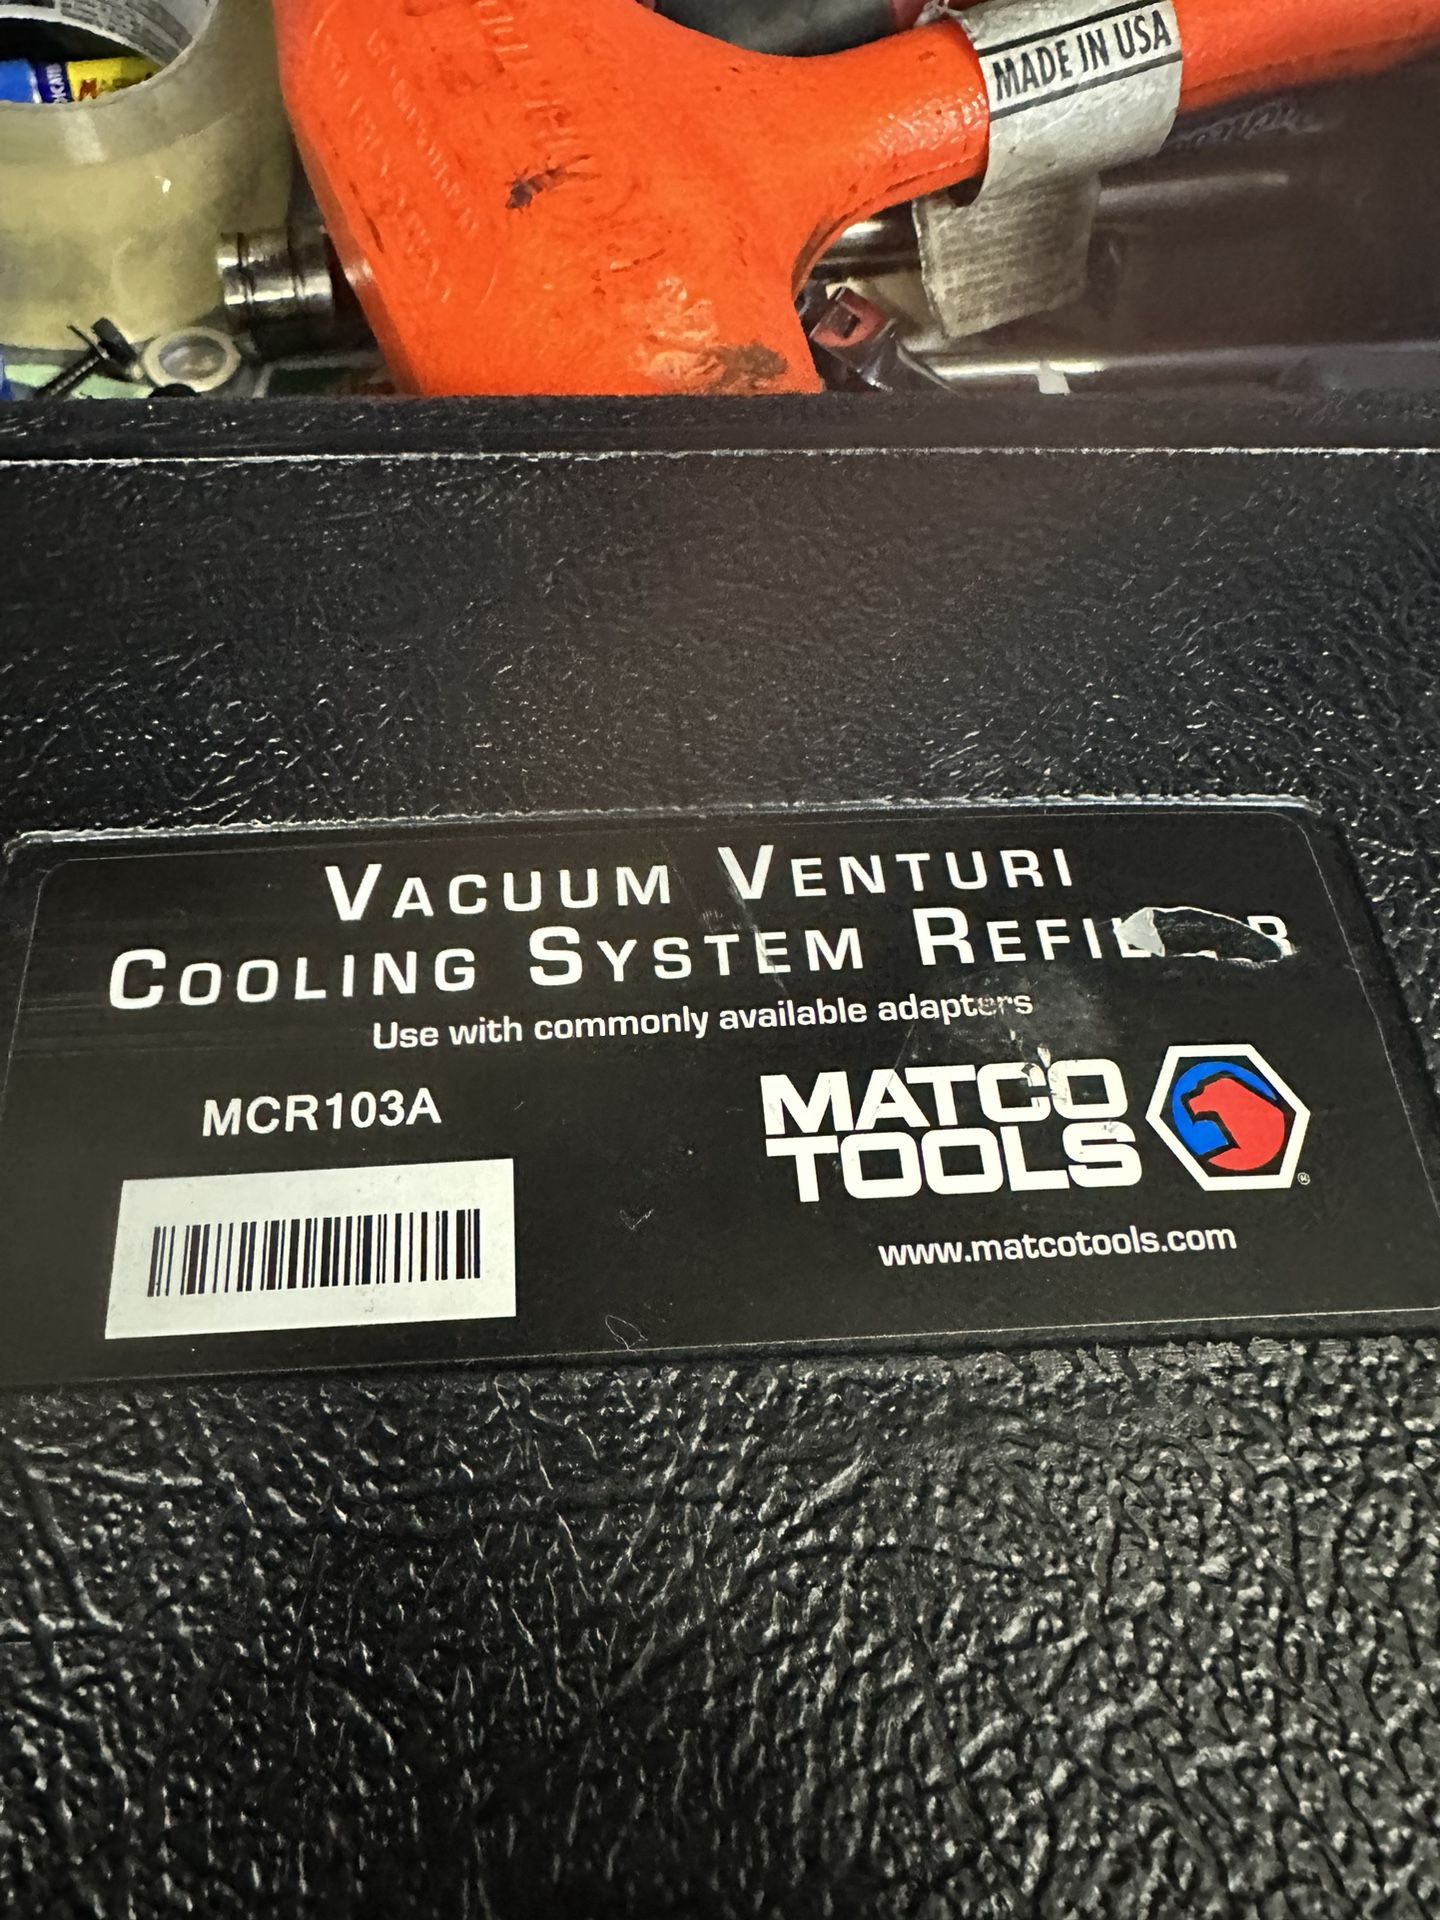 MADE IN USA
VACUUM VENTURI
COOLING SYSTEM
Use with commonly available adapters
MCR103A
MATCO
TOOLS
®
www.matcotools.com